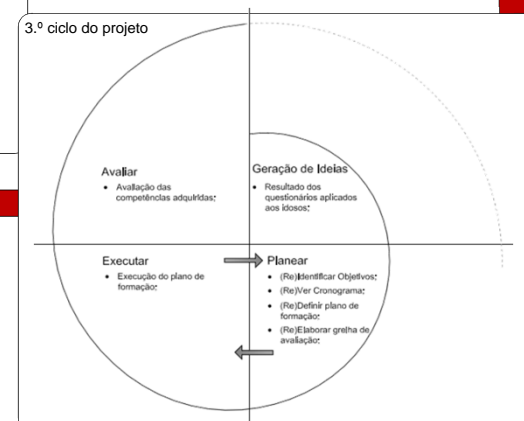 3.º ciclo do projeto
Avaliar
• Avaliação das
competências adquiridas;
Geração de Ideias
• Resultado dos
questionários aplicados
aos idosos;
Executar
• Execução do plano de
formação;
Planear
• (Re)Identificar Objetivos;
• (Re)Ver Cronograma;
• (Re)Definir plano de
formação;
• (Re)Elaborar grelha de
avaliação;